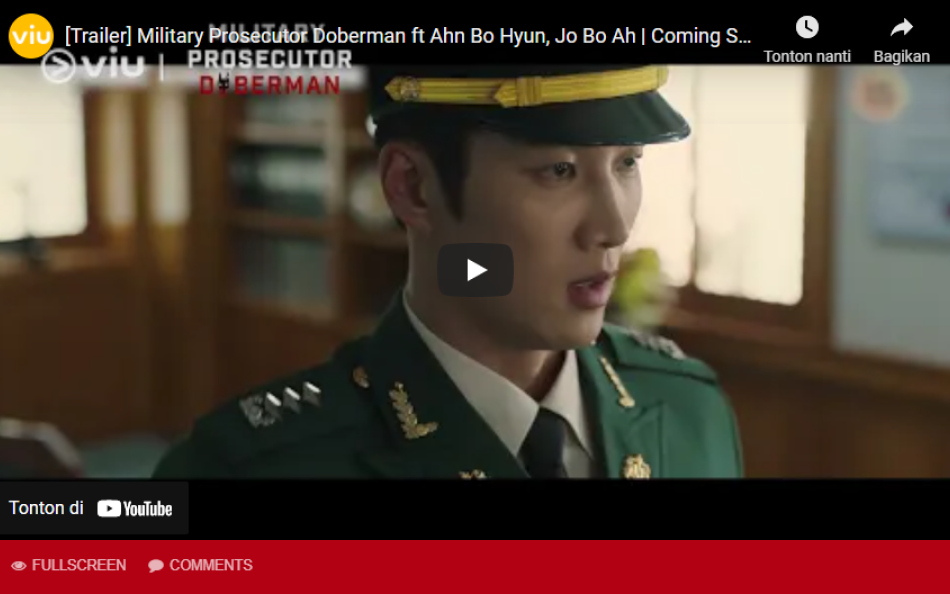 viu
[Trailer] Military Prosecutor Doberman ft Ahn Bo Hyun, Jo Bo Ah | Coming S...
Tonton nanti
Bagikan
viu | MILITARY
PROSECUTOR
DOBERMAN
Tonton di YouTube
FULLSCREEN COMMENTS